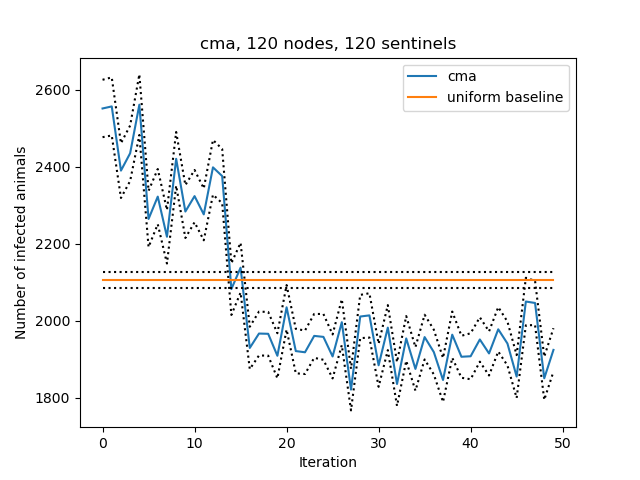 cma, 120 nodes, 120 sentinels
cma
uniform baseline
Number of infected animals
2600
2400
2200
2000
1800
0 10 20 30 40 50
Iteration